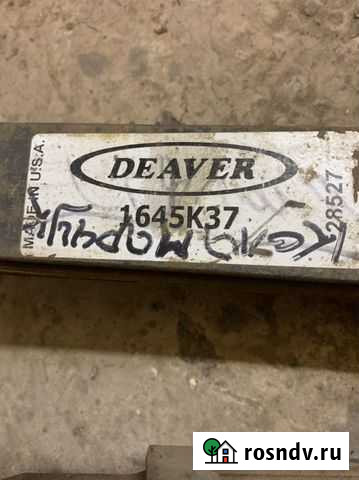 DEAVER
1645K37
MADE IN U.S.A.
28527
rosndv.ru